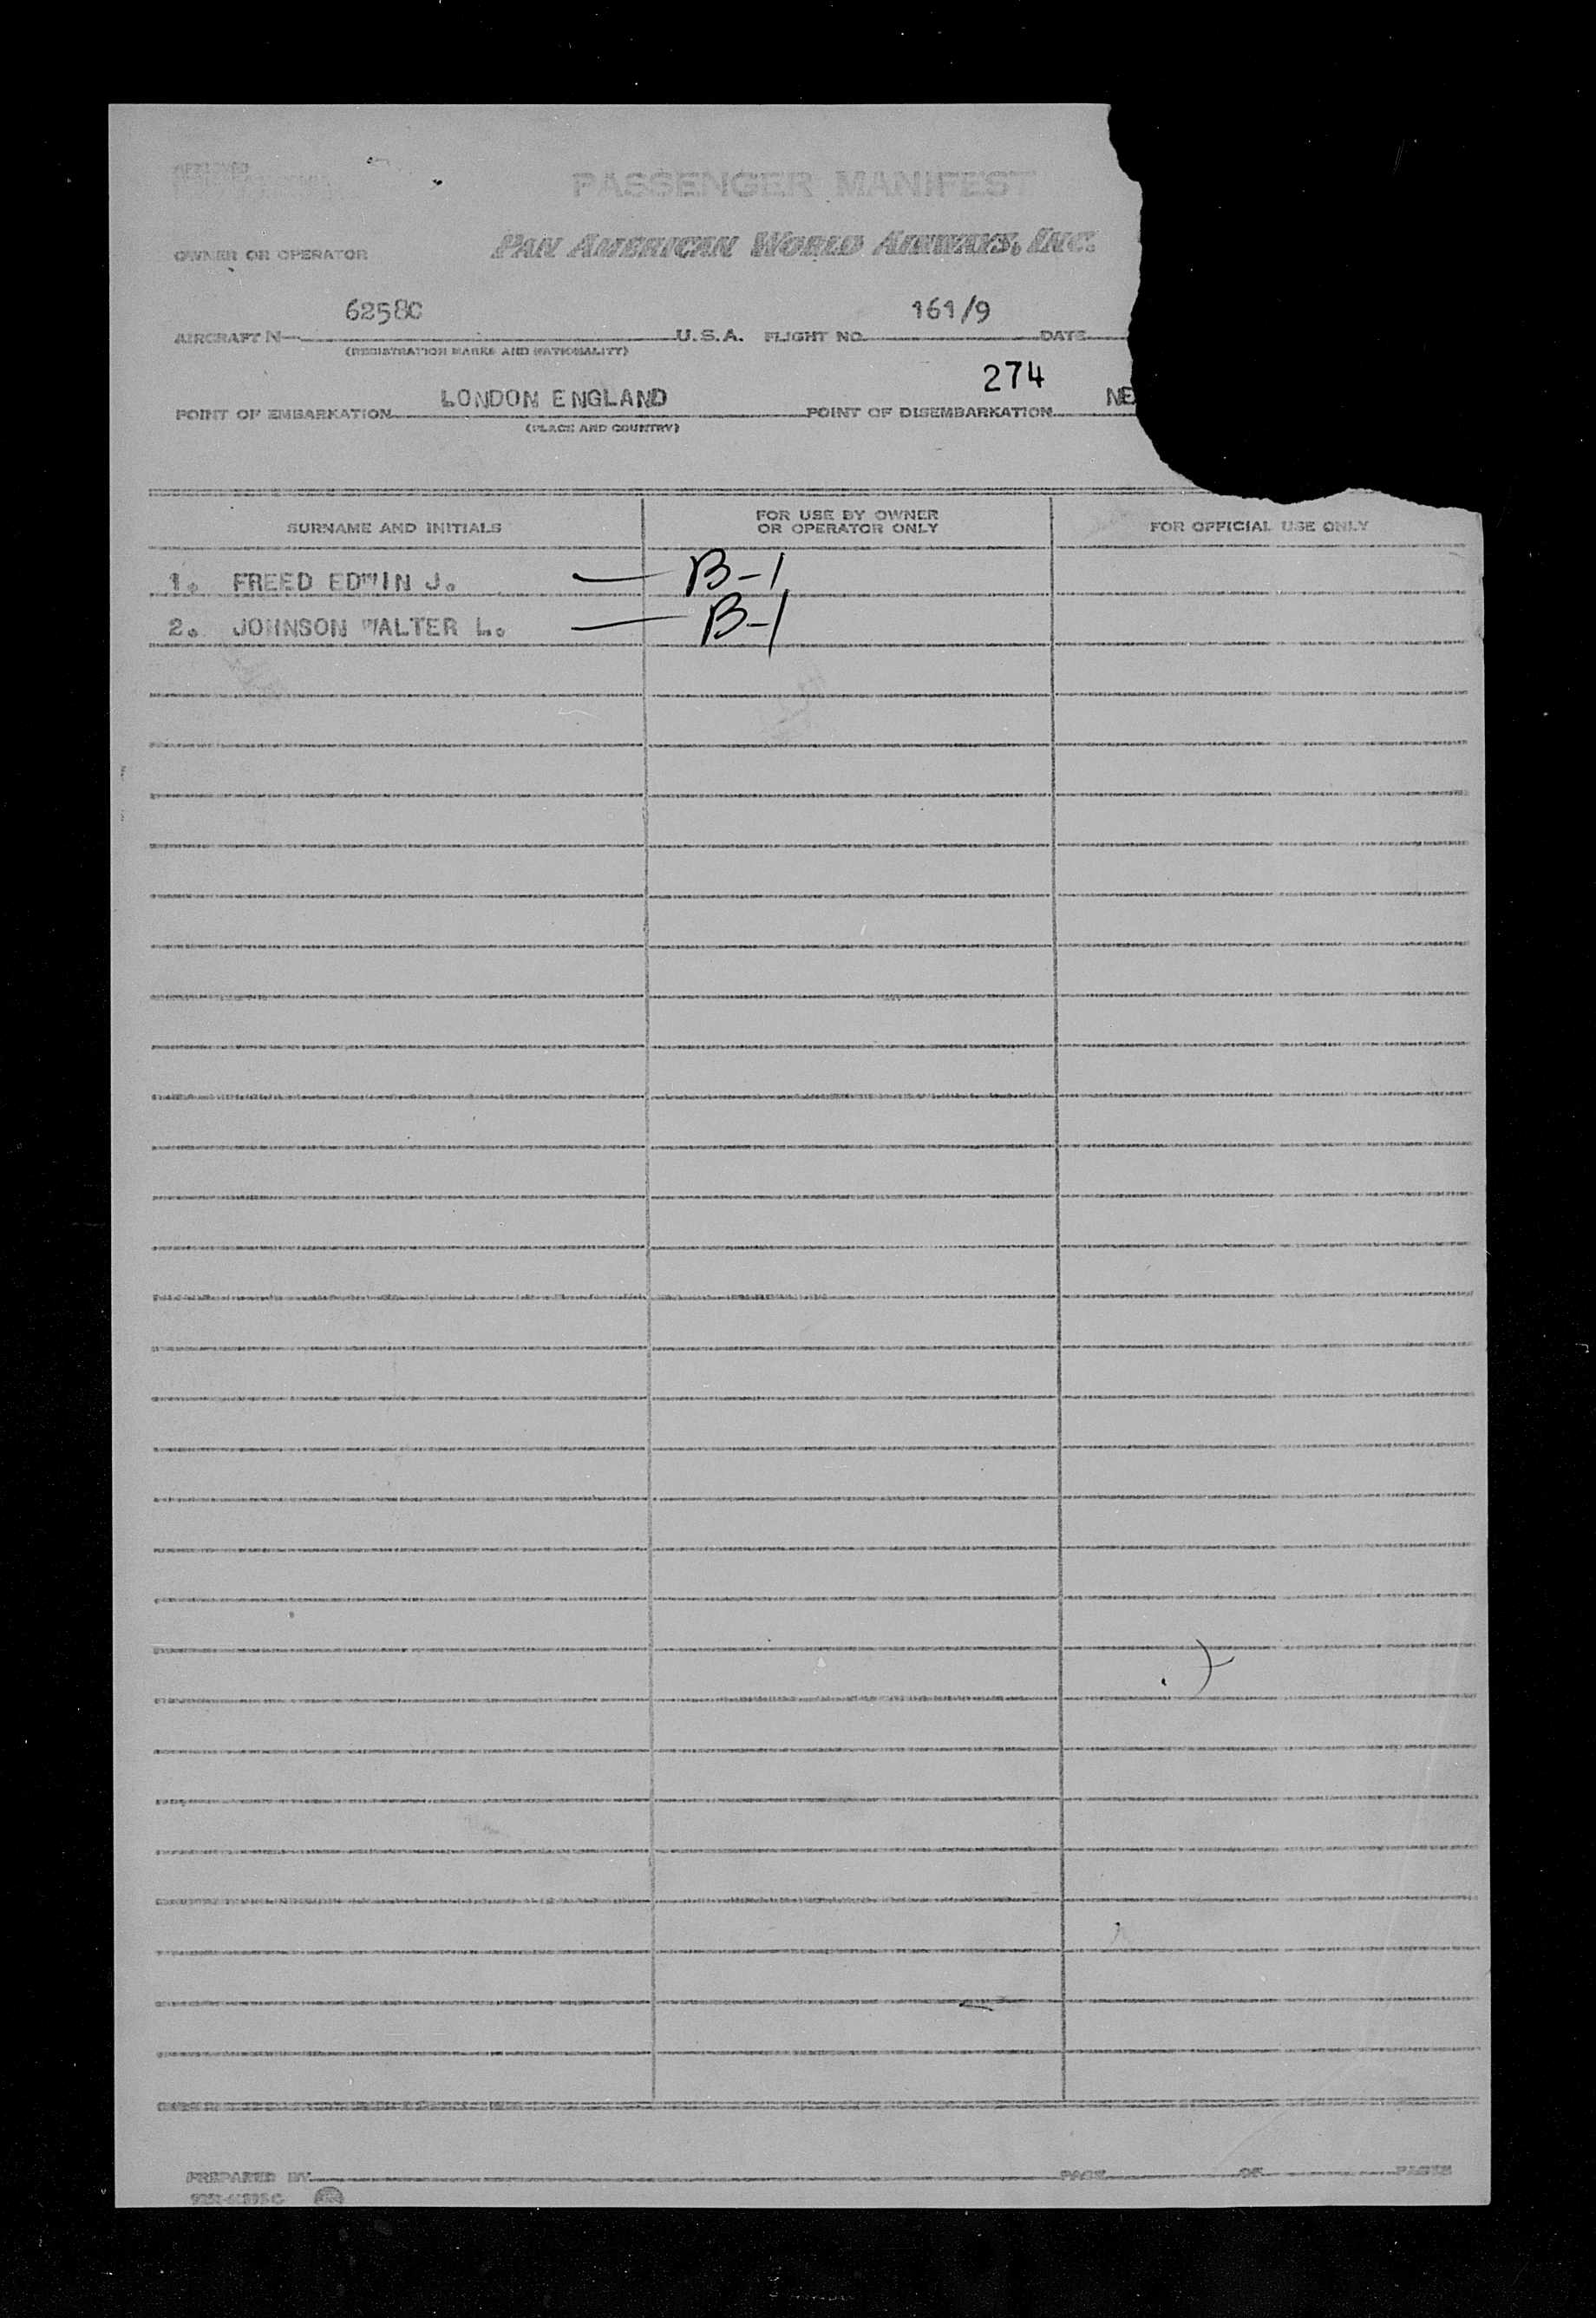 PASSENGER MANIFEST
OWNER OR OPERATOR PAN AMERICAN WORLD AIRWAYS, INC.
6258C 161/9
AIRCRAFT N— U.S.A. FLIGHT NO. DATE
(REGISTRATION MARKS AND NATIONALITY)
274
LONDON ENGLAND NE
POINT OF EMBARKATION POINT OF DISEMBARKATION
(PLACE AND COUNTRY)
SURNAME AND INITIALS FOR USE BY OWNER OR OPERATOR ONLY FOR OFFICIAL USE ONLY
1. FREED EDWIN J. — B-1
2. JOHNSON WALTER L. — B-1
PREPARED BY PAGE OF PAGES